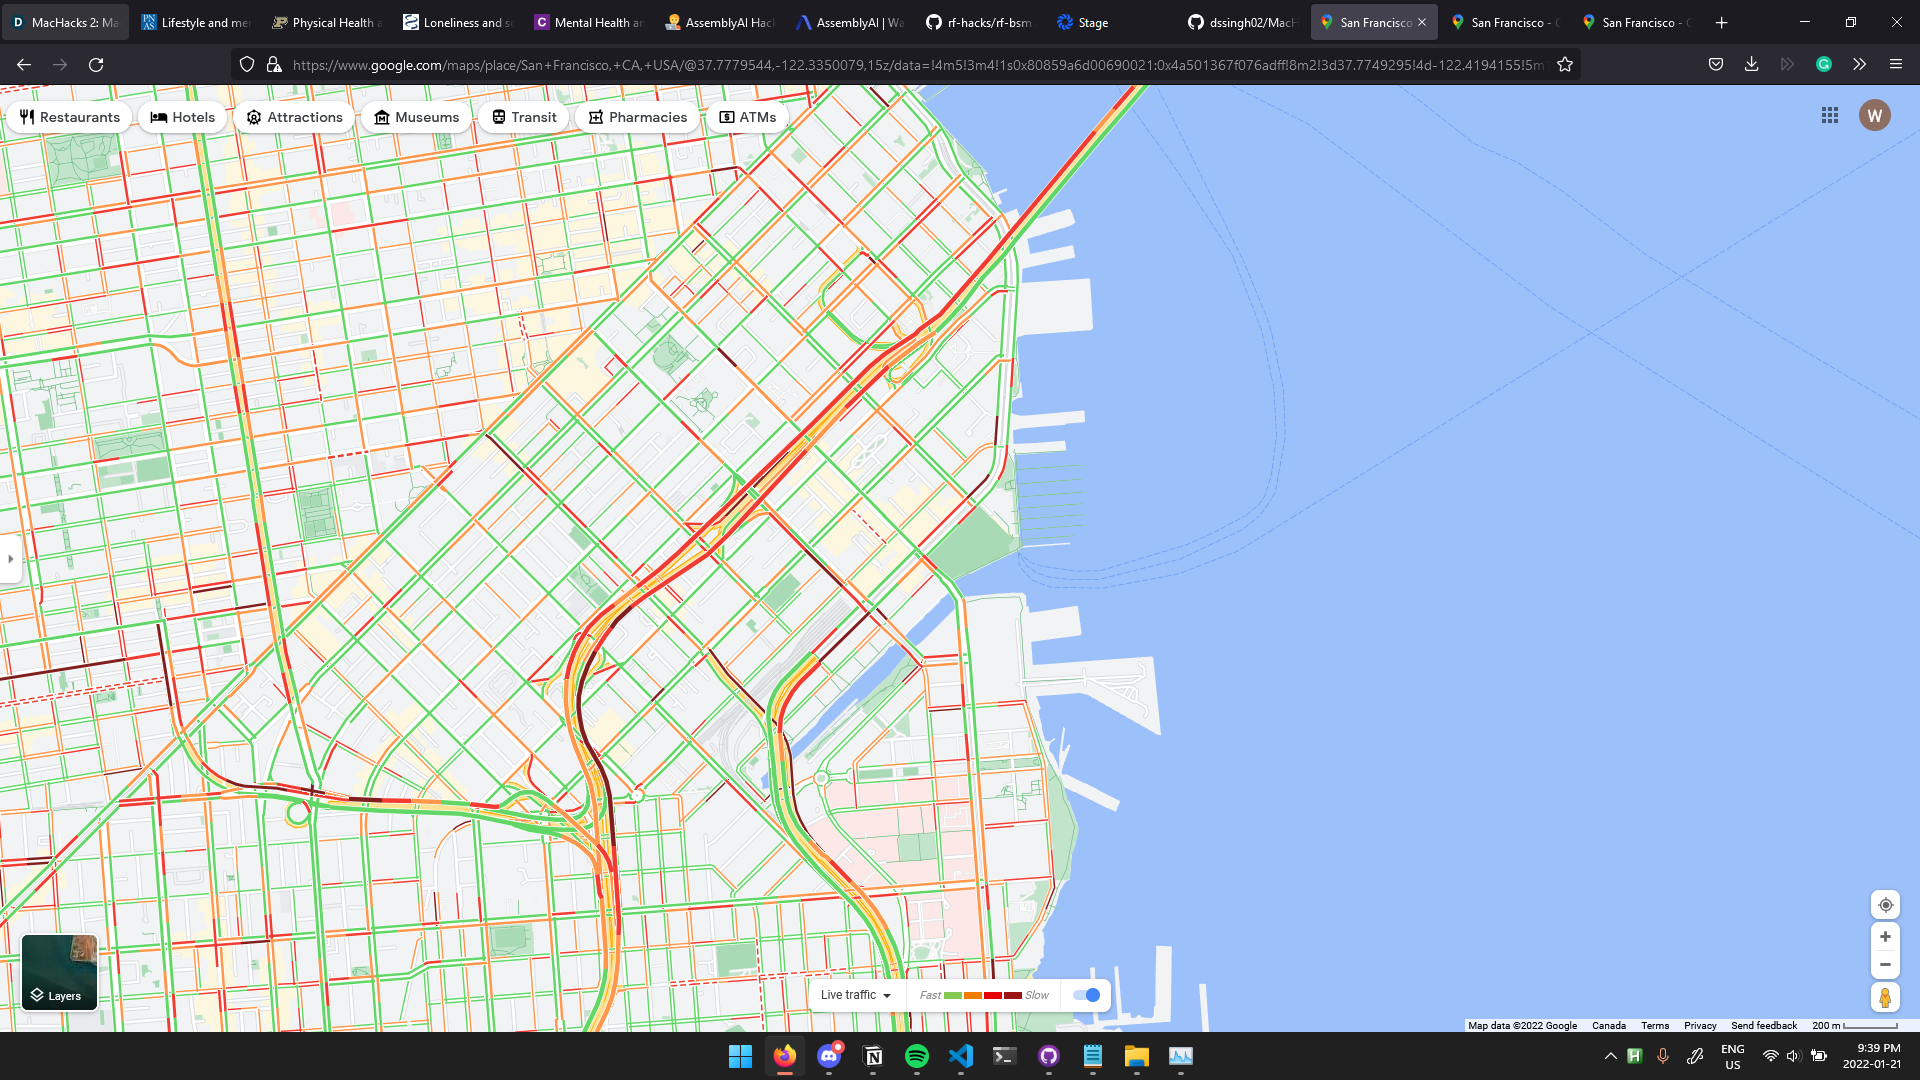 MacHacks 2: Ma
Lifestyle and me
Physical Health a
Loneliness and so
Mental Health an
AssemblyAI Hac
AssemblyAI | Wa
rf-hacks/rf-bsm
Stage
dssingh02/MacH
San Francisco
San Francisco - G
San Francisco - G
https://www.google.com/maps/place/San+Francisco,+CA,+USA/@37.7779544,-122.3350079,15z/data=!4m5!3m4!1s0x80859a6d00690021:0x4a501367f076adff!8m2!3d37.7749295!4d-122.4194155!5m1
Restaurants
Hotels
Attractions
Museums
Transit
Pharmacies
ATMs
W
Layers
Live traffic
Fast
Slow
Map data ©2022 Google
Canada
Terms
Privacy
Send feedback
200 m
ENG
US
9:39 PM
2022-01-21